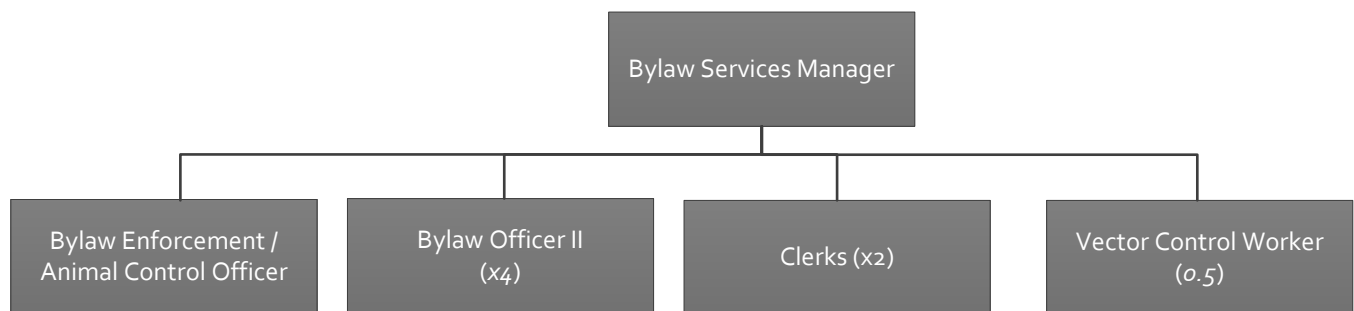 Bylaw Services Manager
Bylaw Enforcement /
Animal Control Officer
Bylaw Officer II
(x4)
Clerks (x2)
Vector Control Worker
(0.5)